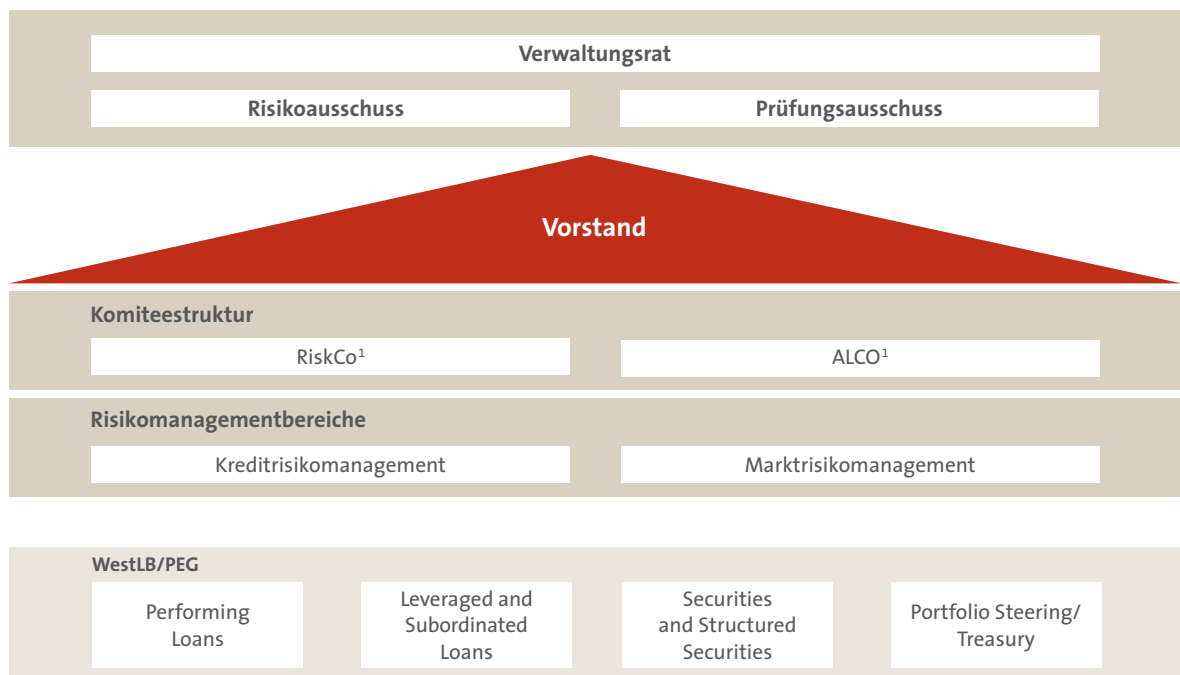 Verwaltungsrat
Risikoausschuss
Prüfungsausschuss
Vorstand
Komiteestruktur
RiskCo¹
ALCO¹
Risikomanagementbereiche
Kreditrisikomanagement
Marktrisikomanagement
WestLB/PEG
Performing
Loans
Leveraged and
Subordinated
Loans
Securities
and Structured
Securities
Portfolio Steering/
Treasury